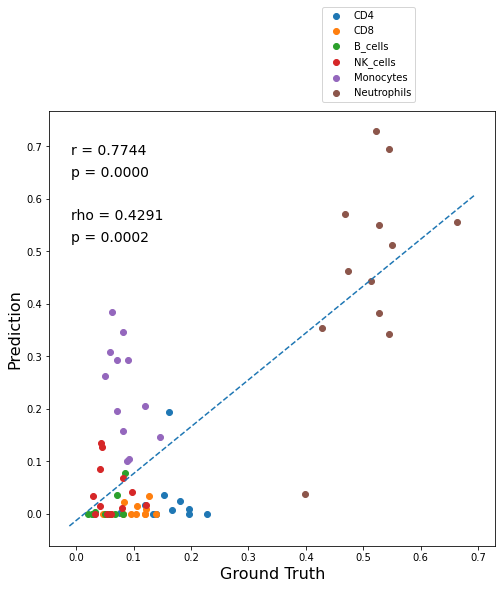 CD4
CD8
B_cells
NK_cells
Monocytes
Neutrophils
r = 0.7744
p = 0.0000
rho = 0.4291
p = 0.0002
Prediction
0.7
0.6
0.5
0.4
0.3
0.2
0.1
0.0
0.0 0.1 0.2 0.3 0.4 0.5 0.6 0.7
Ground Truth